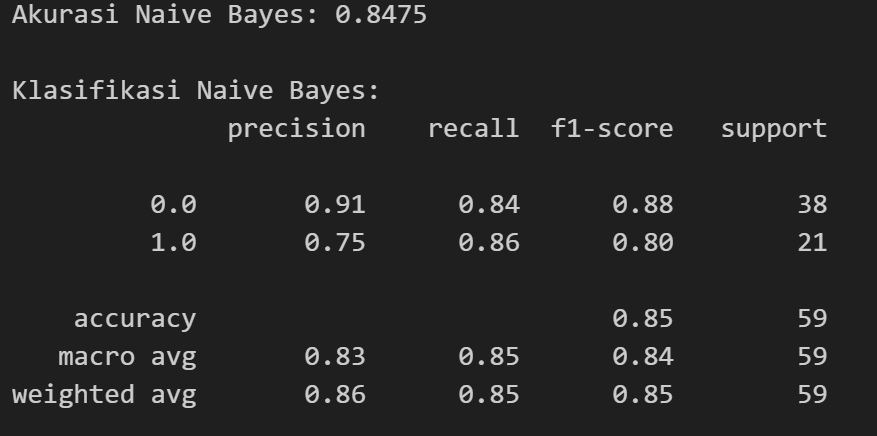 Akurasi Naive Bayes: 0.8475
Klasifikasi Naive Bayes:
precision recall f1-score support
0.0 0.91 0.84 0.88 38
1.0 0.75 0.86 0.80 21
accuracy 0.85 59
macro avg 0.83 0.85 0.84 59
weighted avg 0.86 0.85 0.85 59